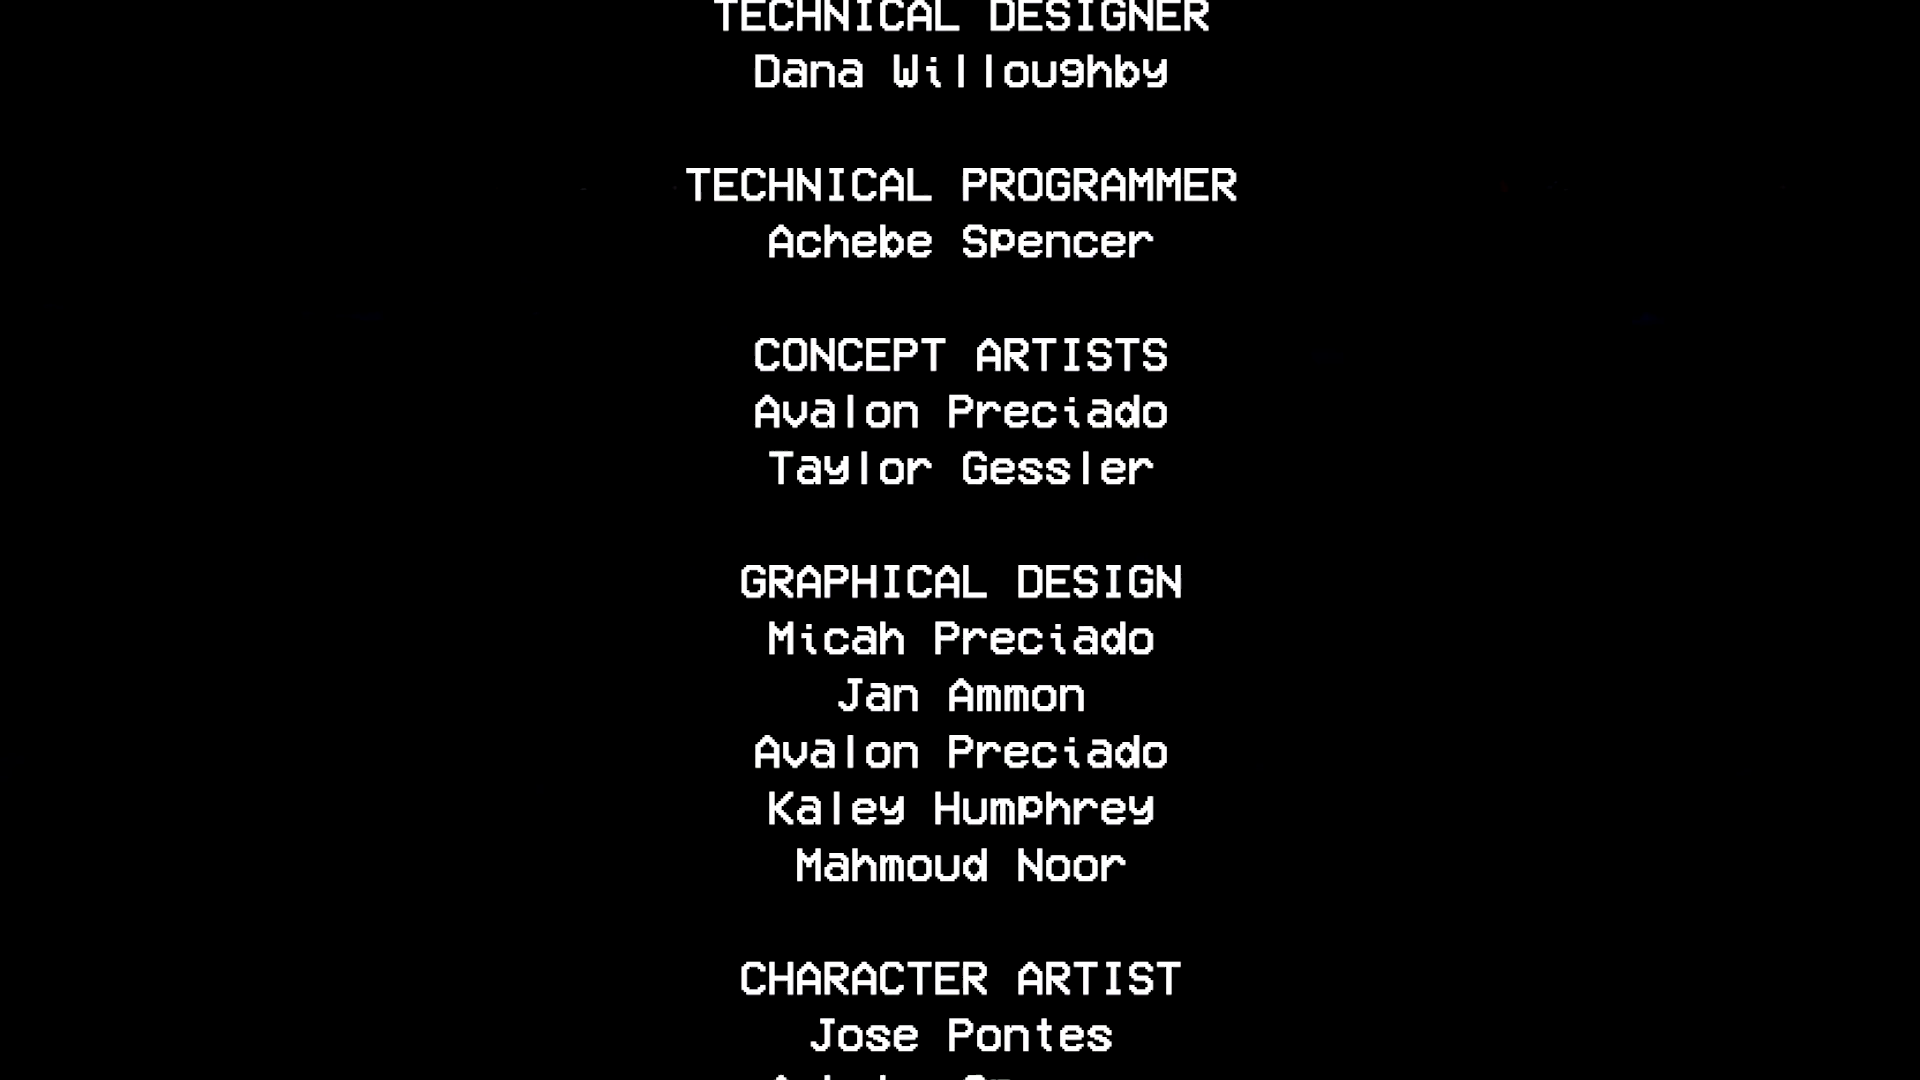 TECHNICAL DESIGNER
Dana Willoughby
TECHNICAL PROGRAMMER
Achebe Spencer
CONCEPT ARTISTS
Avalon Preciado
Taylor Gessler
GRAPHICAL DESIGN
Micah Preciado
Jan Ammon
Avalon Preciado
Kaley Humphrey
Mahmoud Noor
CHARACTER ARTIST
Jose Pontes